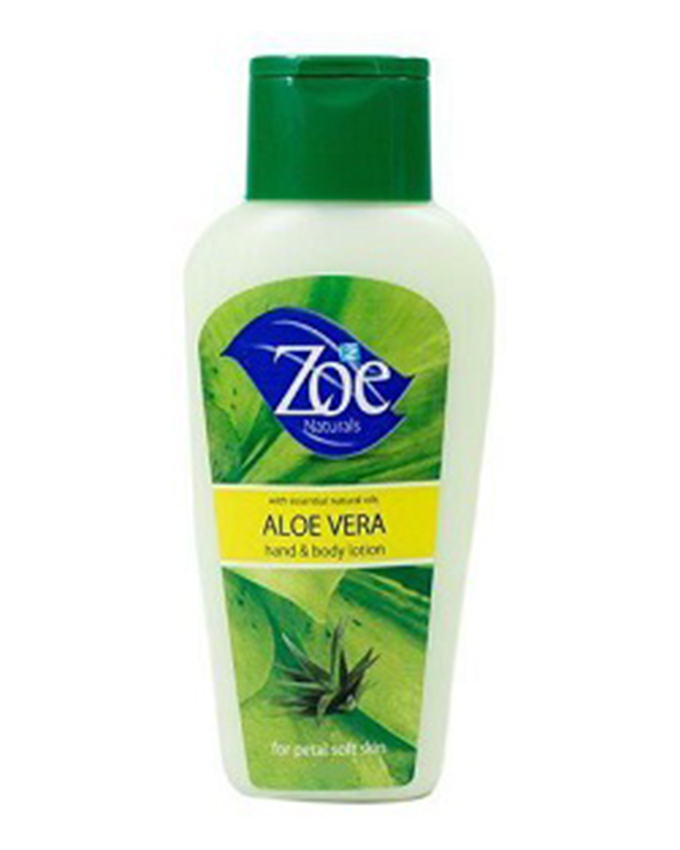 Zoe
Naturals
with essential natural oils
ALOE VERA
hand & body lotion
for petal soft skin